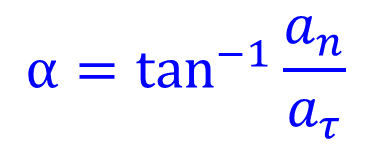 α = tan⁻¹ aₙ/a_τ